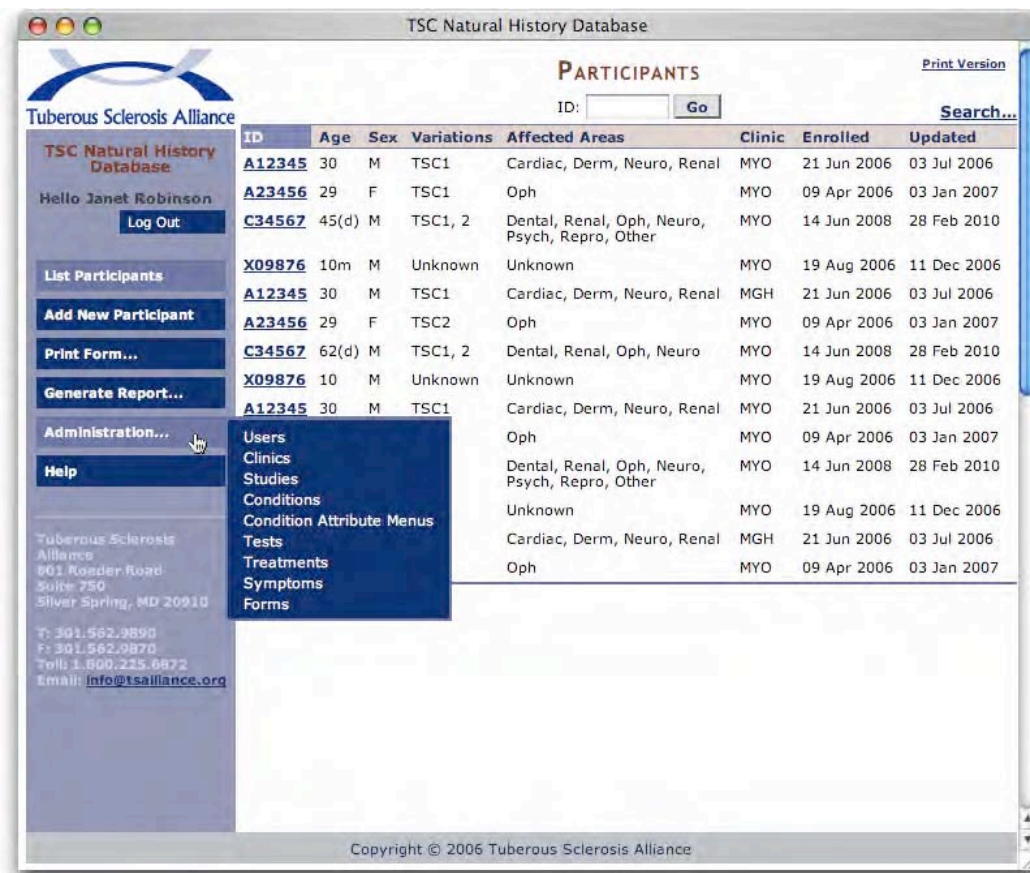 TSC Natural History Database
Tuberous Sclerosis Alliance
PARTICIPANTS
Print Version
ID: Go
Search...
TSC Natural History
Database
Hello Janet Robinson
Log Out
List Participants
Add New Participant
Print Form...
Generate Report...
Administration...
Help
Tuberous Sclerosis
Alliance
801 Roeder Road
Suite 750
Silver Spring, MD 20910
T: 301.562.9890
F: 301.562.9870
Toll: 1.800.225.6872
Email: info@tsalliance.org
ID Age Sex Variations Affected Areas Clinic Enrolled Updated
A12345 30 M TSC1 Cardiac, Derm, Neuro, Renal MYO 21 Jun 2006 03 Jul 2006
A23456 29 F TSC1 Oph MYO 09 Apr 2006 03 Jan 2007
C34567 45(d) M TSC1, 2 Dental, Renal, Oph, Neuro, MYO 14 Jun 2008 28 Feb 2010
Psych, Repro, Other
X09876 10m M Unknown Unknown MYO 19 Aug 2006 11 Dec 2006
A12345 30 M TSC1 Cardiac, Derm, Neuro, Renal MGH 21 Jun 2006 03 Jul 2006
A23456 29 F TSC2 Oph MYO 09 Apr 2006 03 Jan 2007
C34567 62(d) M TSC1, 2 Dental, Renal, Oph, Neuro MYO 14 Jun 2008 28 Feb 2010
X09876 10 M Unknown Unknown MYO 19 Aug 2006 11 Dec 2006
A12345 30 M TSC1 Cardiac, Derm, Neuro, Renal MYO 21 Jun 2006 03 Jul 2006
Oph MYO 09 Apr 2006 03 Jan 2007
Dental, Renal, Oph, Neuro, MYO 14 Jun 2008 28 Feb 2010
Psych, Repro, Other
Unknown MYO 19 Aug 2006 11 Dec 2006
Cardiac, Derm, Neuro, Renal MGH 21 Jun 2006 03 Jul 2006
Oph MYO 09 Apr 2006 03 Jan 2007
Users
Clinics
Studies
Conditions
Condition Attribute Menus
Tests
Treatments
Symptoms
Forms
Copyright © 2006 Tuberous Sclerosis Alliance